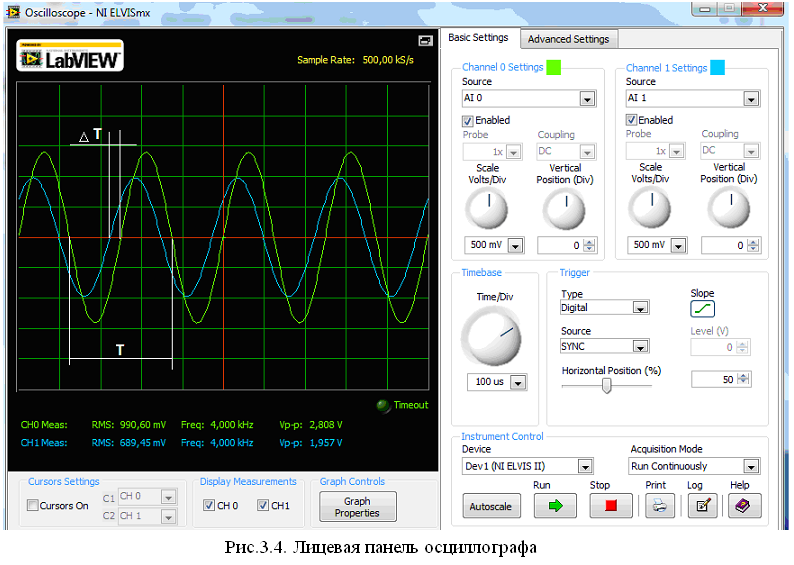 Oscilloscope - NI ELVISmx
LabVIEW
Sample Rate: 500,00 kS/s
△ T
T
Timeout
CH0 Meas: RMS: 990,60 mV Freq: 4,000 kHz Vp-p: 2,808 V
CH1 Meas: RMS: 689,45 mV Freq: 4,000 kHz Vp-p: 1,957 V
Cursors Settings
Cursors On
C1 CH 0
C2 CH 1
Display Measurements
CH 0 CH1
Graph Controls
Graph
Properties
Basic Settings Advanced Settings
Channel 0 Settings
Source
AI 0
Enabled
Probe Coupling
1x DC
Scale Vertical
Volts/Div Position (Div)
500 mV 0
Channel 1 Settings
Source
AI 1
Enabled
Probe Coupling
1x DC
Scale Vertical
Volts/Div Position (Div)
500 mV 0
Timebase
Time/Div
100 us
Trigger
Type Slope
Digital
Source Level (V)
SYNC 0
Horizontal Position (%)
50
Instrument Control
Device Acquisition Mode
Dev1 (NI ELVIS II) Run Continuously
Run Stop Print Log Help
Autoscale
Рис.3.4. Лицевая панель осциллографа